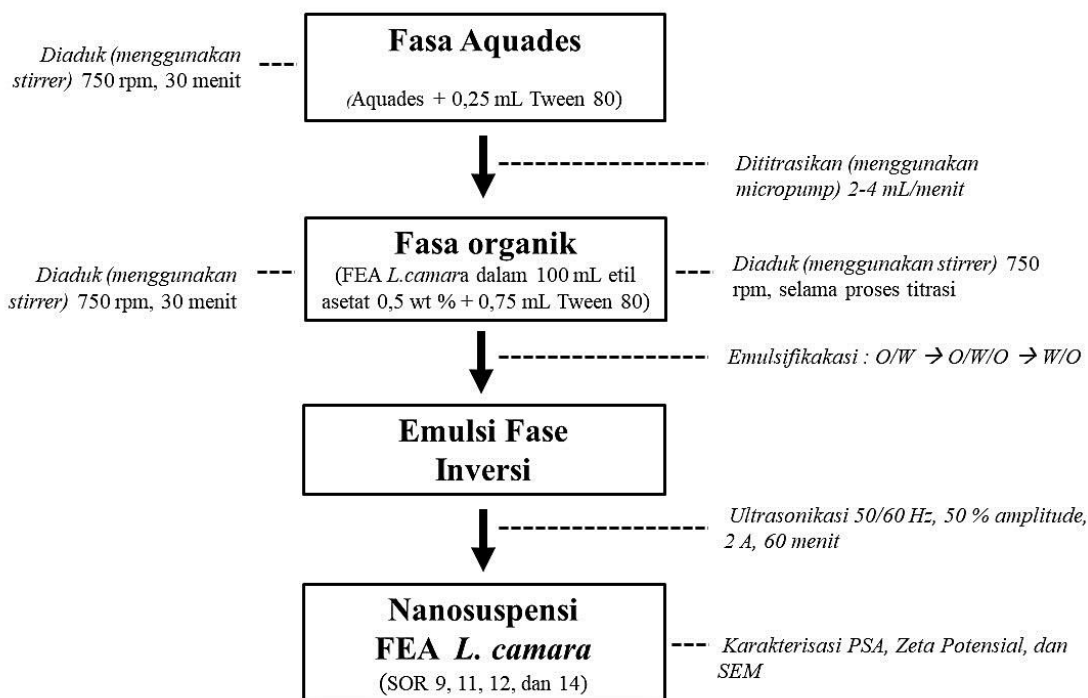 Fasa Aquades
(Aquades + 0,25 mL Tween 80)
Diaduk (menggunakan
stirrer) 750 rpm, 30 menit
Dititrasikan (menggunakan
micropump) 2-4 mL/menit
Fasa organik
(FEA L.camara dalam 100 mL etil
asetat 0,5 wt % + 0,75 mL Tween 80)
Diaduk (menggunakan
stirrer) 750 rpm, 30 menit
Diaduk (menggunakan stirrer) 750
rpm, selama proses titrasi
Emulsifikakasi : O/W → O/W/O → W/O
Emulsi Fase
Inversi
Ultrasonikasi 50/60 Hz, 50 % amplitude,
2 A, 60 menit
Nanosuspensi
FEA L. camara
(SOR 9, 11, 12, dan 14)
Karakterisasi PSA, Zeta Potensial, dan
SEM